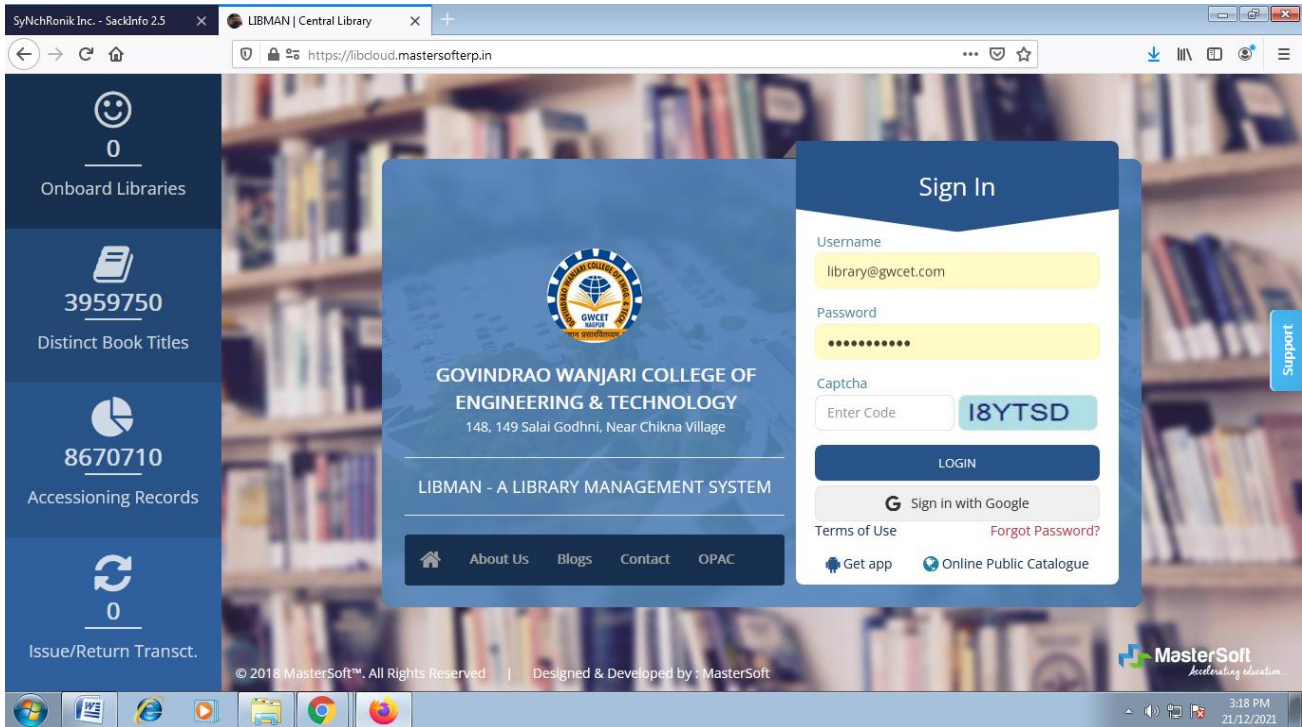 SyNchRonik Inc. - SackInfo 2.5
LIBMAN | Central Library
https://libcloud.mastersofterp.in
0
Onboard Libraries
3959750
Distinct Book Titles
8670710
Accessioning Records
0
Issue/Return Transct.
GWCET
NAGPUR
GOVINDRAO WANJARI COLLEGE OF
ENGINEERING & TECHNOLOGY
148, 149 Salai Godhni, Near Chikna Village
LIBMAN - A LIBRARY MANAGEMENT SYSTEM
About Us Blogs Contact OPAC
Sign In
Username
library@gwcet.com
Password
•••••••••••
Captcha
Enter Code I8YTSD
LOGIN
G Sign in with Google
Terms of Use Forgot Password?
Get app Online Public Catalogue
Support
© 2018 MasterSoft™. All Rights Reserved | Designed & Developed by : MasterSoft
MasterSoft
Accelerating education...
3:18 PM
21/12/2021